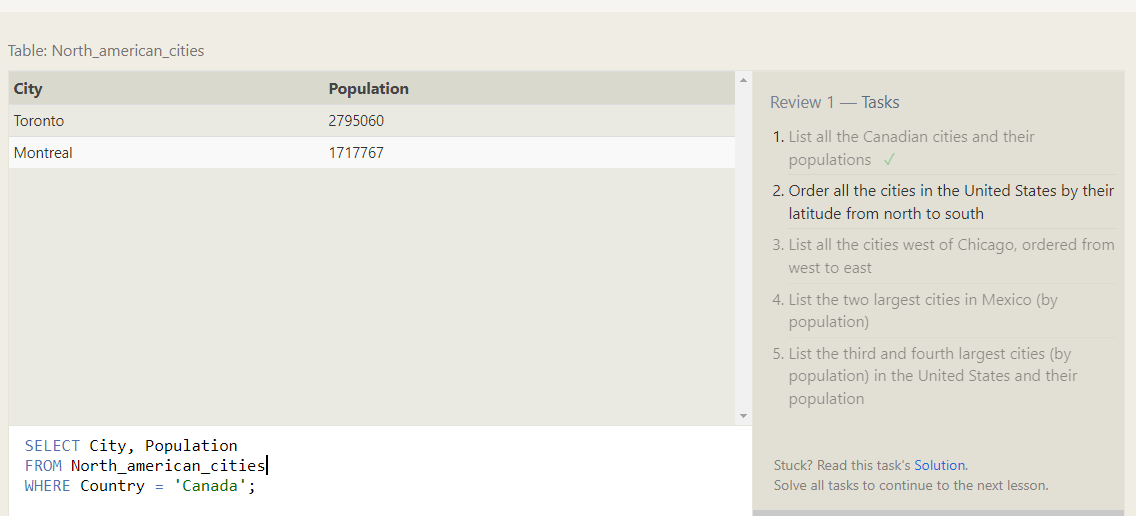 Table: North_american_cities
City Population
Toronto 2795060
Montreal 1717767
SELECT City, Population
FROM North_american_cities
WHERE Country = 'Canada';
Review 1 — Tasks
1. List all the Canadian cities and their
populations ✓
2. Order all the cities in the United States by their
latitude from north to south
3. List all the cities west of Chicago, ordered from
west to east
4. List the two largest cities in Mexico (by
population)
5. List the third and fourth largest cities (by
population) in the United States and their
population
Stuck? Read this task's Solution.
Solve all tasks to continue to the next lesson.